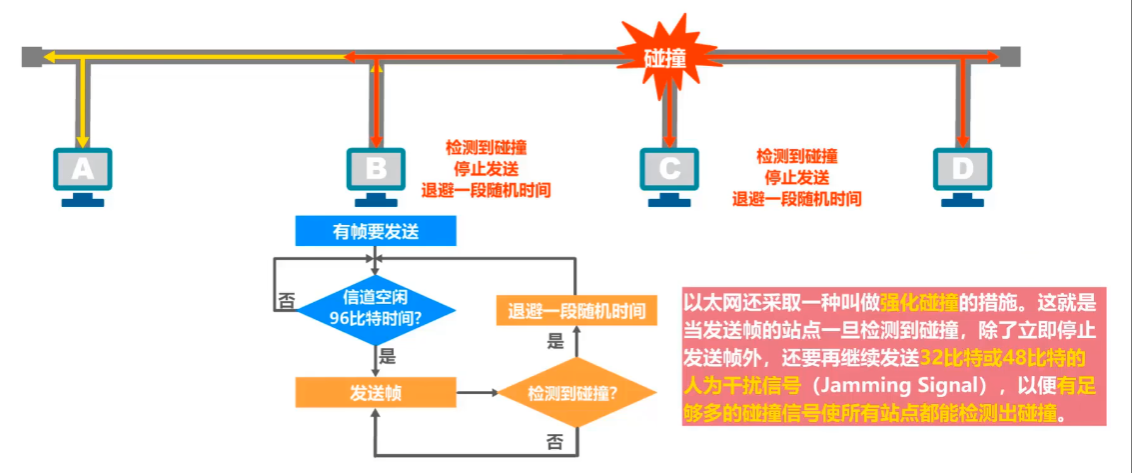 碰撞
A
B
C
D
检测到碰撞
停止发送
退避一段随机时间
检测到碰撞
停止发送
退避一段随机时间
有帧要发送
否
信道空闲
96比特时间?
是
发送帧
退避一段随机时间
是
检测到碰撞?
否
以太网还采取一种叫做强化碰撞的措施。这就是
当发送帧的站点一旦检测到碰撞，除了立即停止
发送帧外，还要再继续发送32比特或48比特的
人为干扰信号（Jamming Signal），以便有足
够多的碰撞信号使所有站点都能检测出碰撞。